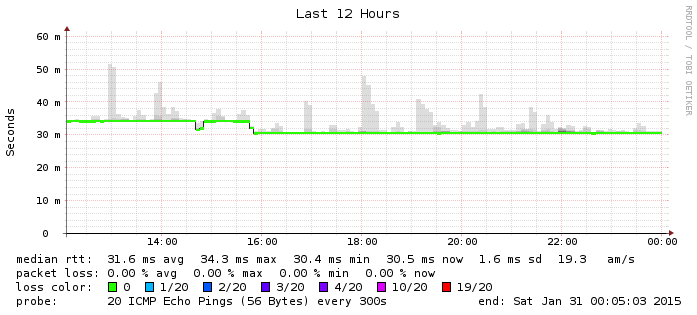 Last 12 Hours
RRDTOOL / TOBI OETIKER
Seconds
60 m
50 m
40 m
30 m
20 m
10 m
0
14:00 16:00 18:00 20:00 22:00 00:00
median rtt: 31.6 ms avg 34.3 ms max 30.4 ms min 30.5 ms now 1.6 ms sd 19.3 am/s
packet loss: 0.00 % avg 0.00 % max 0.00 % min 0.00 % now
loss color: 0 1/20 2/20 3/20 4/20 10/20 19/20
probe: 20 ICMP Echo Pings (56 Bytes) every 300s end: Sat Jan 31 00:05:03 2015